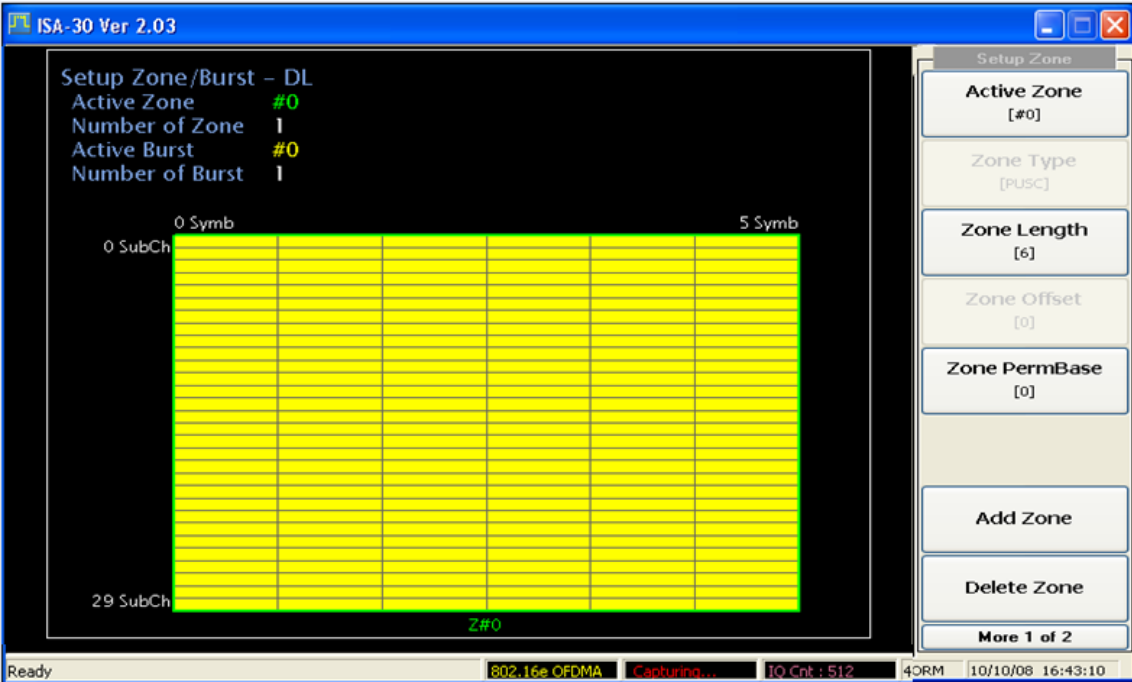 ISA-30 Ver 2.03
Setup Zone/Burst - DL
Active Zone #0
Number of Zone 1
Active Burst #0
Number of Burst 1
0 Symb 5 Symb
0 SubCh
29 SubCh
Z#0
Setup Zone
Active Zone
[#0]
Zone Type
[PUSC]
Zone Length
[6]
Zone Offset
[0]
Zone PermBase
[0]
Add Zone
Delete Zone
More 1 of 2
Ready 802.16e OFDMA Capturing... IQ Cnt : 512 4ORM 10/10/08 16:43:10